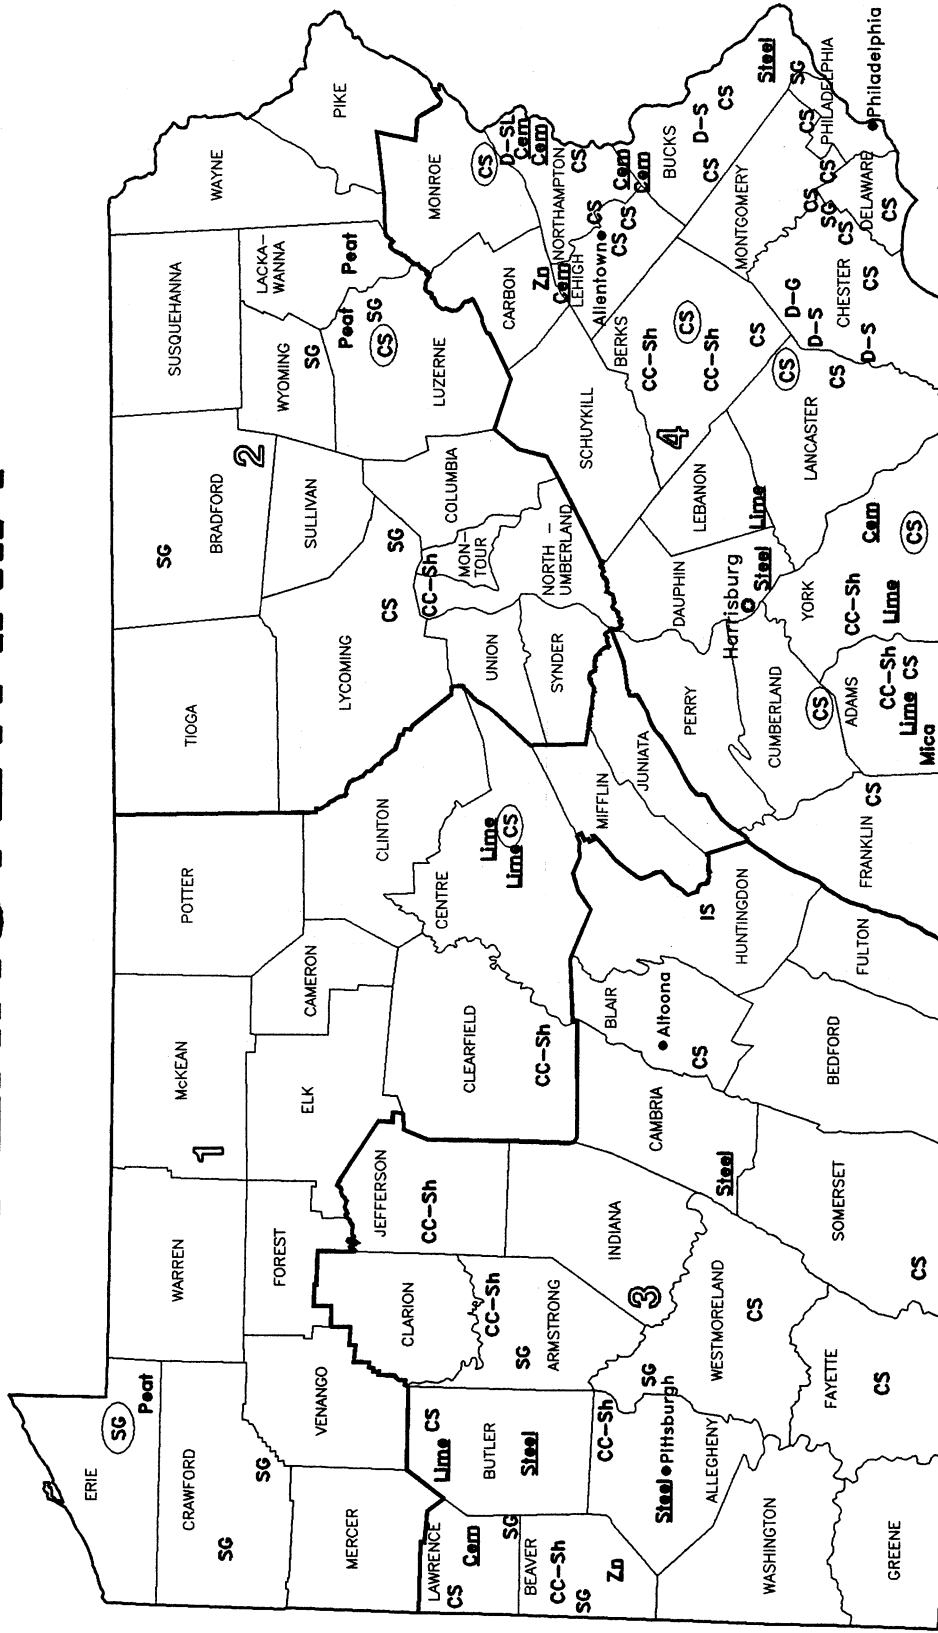 ERIE
SG
Peat
CRAWFORD
SG
SG
MERCER
VENANGO
WARREN
FOREST
McKEAN
1
ELK
CAMERON
POTTER
CLINTON
CENTRE
Lime
Lime
CS
CLEARFIELD
CC-Sh
TIOGA
BRADFORD
SG
2
SUSQUEHANNA
WAYNE
PIKE
LACKA-
WANNA
Peat
WYOMING
SG
Peat
SG
CS
LUZERNE
SULLIVAN
LYCOMING
CS
SG
CC-Sh
COLUMBIA
MON-
TOUR
NORTH -
UMBERLAND
UNION
SYNDER
MIFFLIN
JUNIATA
LAWRENCE
CS
Cem
SG
BEAVER
CC-Sh
SG
Zn
Lime
CS
BUTLER
Steel
CC-Sh
Steel
Pittsburgh
ALLEGHENY
WASHINGTON
GREENE
CLARION
CC-Sh
SG
ARMSTRONG
JEFFERSON
CC-Sh
INDIANA
3
SG
WESTMORELAND
CS
FAYETTE
CS
SOMERSET
CS
CAMBRIA
Steel
BLAIR
Altoona
CS
BEDFORD
HUNTINGDON
IS
FULTON
FRANKLIN
CS
PERRY
CUMBERLAND
CS
ADAMS
CC-Sh
Lime
CS
Mica
DAUPHIN
Harrisburg
Steel
LEBANON
Lime
YORK
CC-Sh
Lime
Cem
CS
LANCASTER
CS
CS
4
SCHUYKILL
BERKS
CC-Sh
CS
CC-Sh
CS
CARBON
Zn
MONROE
CS
D-SL
Cem
Cem
NORTHAMPTON
CS
Cem
LEHIGH
Allentown
CS
CS
CS
Cem
Cem
BUCKS
CS
D-S
CS
Steel
MONTGOMERY
CS
CS
CS
SG
PHILADELPHIA
Philadelphia
DELAWARE
CS
SG
CS
CHESTER
CS
D-G
D-S
D-S